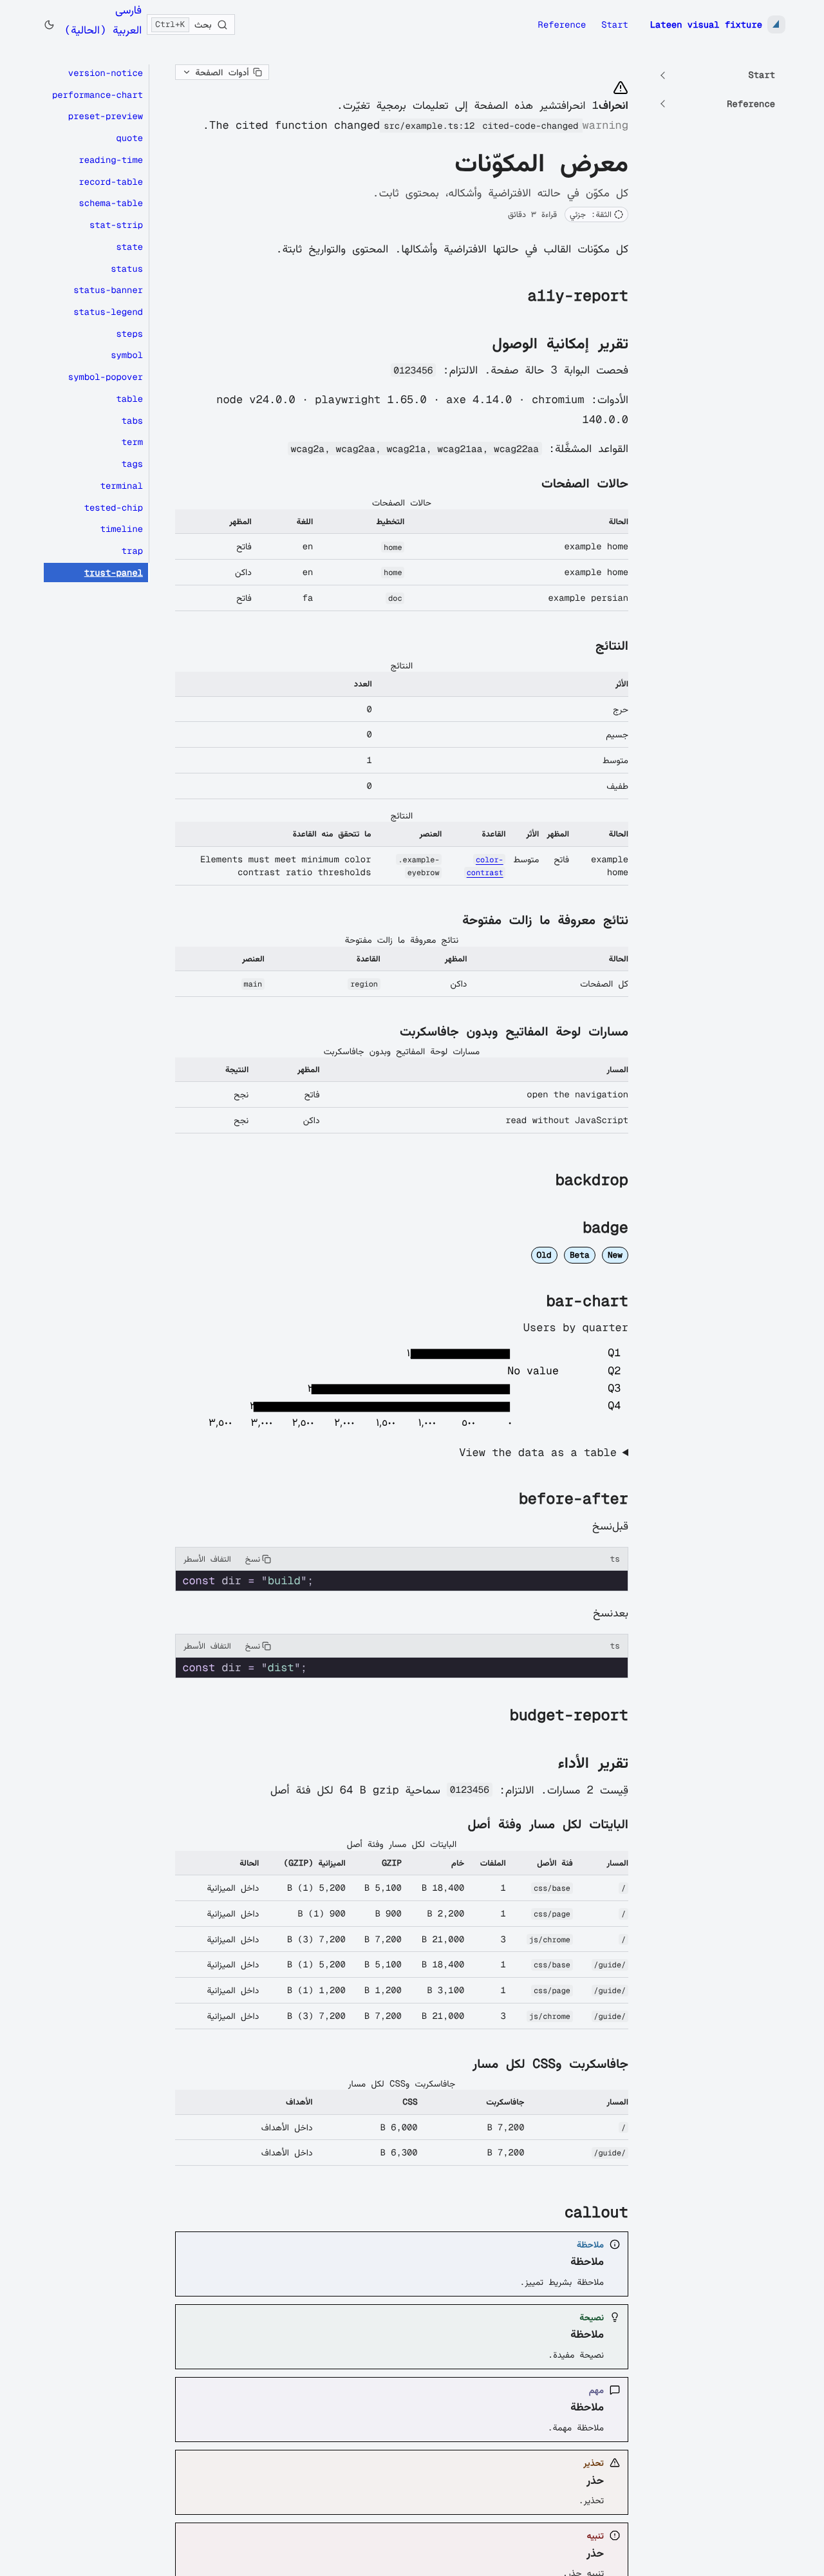 Lateen visual fixture
Start
Reference
بحث
Ctrl+K
فارسی
العربية (الحالية)
Start
Reference
أدوات الصفحة
انحراف1 انحرافتشير هذه الصفحة إلى تعليمات برمجية تغيّرت.
warning cited-code-changed src/example.ts:12 The cited function changed.
معرض المكوّنات
كل مكوّن في حالته الافتراضية وأشكاله، بمحتوى ثابت.
الثقة: جزئي
قراءة ٣ دقائق
كل مكوّنات القالب في حالتها الافتراضية وأشكالها. المحتوى والتواريخ ثابتة.
a11y-report
تقرير إمكانية الوصول
فحصت البوابة 3 حالة صفحة. الالتزام: 0123456
الأدوات: node v24.0.0 · playwright 1.65.0 · axe 4.14.0 · chromium
140.0.0
القواعد المشغَّلة: wcag2a, wcag2aa, wcag21a, wcag21aa, wcag22aa
حالات الصفحات
حالات الصفحات
الحالة التخطيط اللغة المظهر
example home home en فاتح
example home home en داكن
example persian doc fa فاتح
النتائج
النتائج
الأثر العدد
حرج 0
جسيم 0
متوسط 1
طفيف 0
النتائج
الحالة المظهر الأثر القاعدة العنصر ما تتحقق منه القاعدة
example home فاتح متوسط color-contrast .example-eyebrow Elements must meet minimum color contrast ratio thresholds
نتائج معروفة ما زالت مفتوحة
نتائج معروفة ما زالت مفتوحة
الحالة المظهر القاعدة العنصر
كل الصفحات داكن region main
مسارات لوحة المفاتيح وبدون جافاسكربت
مسارات لوحة المفاتيح وبدون جافاسكربت
المسار المظهر النتيجة
open the navigation فاتح نجح
read without JavaScript داكن نجح
backdrop
badge
New Beta Old
bar-chart
Users by quarter
Q1
Q2 No value
Q3
Q4
٠ ٥٠٠ ١,٠٠٠ ١,٥٠٠ ٢,٠٠٠ ٢,٥٠٠ ٣,٠٠٠ ٣,٥٠٠
View the data as a table
before-after
قبلنسخ
ts نسخ التفاف الأسطر
const dir = "build";
بعدنسخ
ts نسخ التفاف الأسطر
const dir = "dist";
budget-report
تقرير الأداء
قِيست 2 مسارات. الالتزام: 0123456 سماحية 64 B gzip لكل فئة أصل
البايتات لكل مسار وفئة أصل
البايتات لكل مسار وفئة أصل
المسار فئة الأصل الملفات خام GZIP الميزانية (GZIP) الحالة
/ css/base 1 18,400 B 5,100 B 5,200 B (1) داخل الميزانية
/ css/page 1 2,200 B 900 B 900 B (1) داخل الميزانية
/ js/chrome 3 21,000 B 7,200 B 7,200 B (3) داخل الميزانية
/guide/ css/base 1 18,400 B 5,100 B 5,200 B (1) داخل الميزانية
/guide/ css/page 1 3,100 B 1,200 B 1,200 B (1) داخل الميزانية
/guide/ js/chrome 3 21,000 B 7,200 B 7,200 B (3) داخل الميزانية
جافاسكربت وCSS لكل مسار
جافاسكربت وCSS لكل مسار
المسار جافاسكربت CSS الأهداف
/ 7,200 B 6,000 B داخل الأهداف
/guide/ 7,200 B 6,300 B داخل الأهداف
callout
ملاحظة
ملاحظة
ملاحظة بشريط تمييز.
نصيحة
ملاحظة
نصيحة مفيدة.
مهم
ملاحظة
ملاحظة مهمة.
تحذير
حذر
تحذير.
تنبيه
حذر
تنبيه حذر.
version-notice
performance-chart
preset-preview
quote
reading-time
record-table
schema-table
stat-strip
state
status
status-banner
status-legend
steps
symbol
symbol-popover
table
tabs
term
tags
terminal
tested-chip
timeline
trap
trust-panel